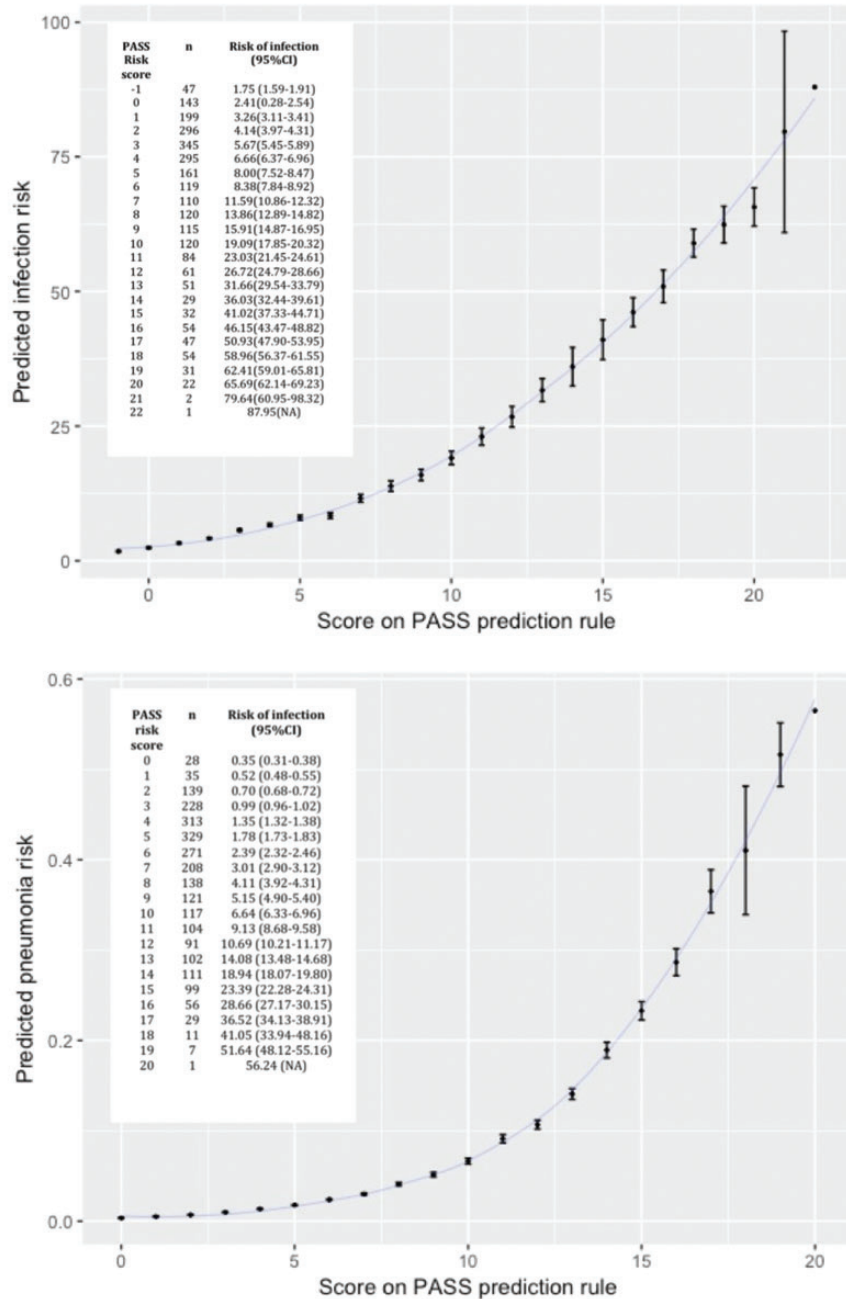 100
75
50
25
0
Predicted infection risk
PASS Risk score n Risk of infection (95%CI)
-1 47 1.75 (1.59-1.91)
0 143 2.41(0.28-2.54)
1 199 3.26(3.11-3.41)
2 296 4.14(3.97-4.31)
3 345 5.67(5.45-5.89)
4 295 6.66(6.37-6.96)
5 161 8.00(7.52-8.47)
6 119 8.38(7.84-8.92)
7 110 11.59(10.86-12.32)
8 120 13.86(12.89-14.82)
9 115 15.91(14.87-16.95)
10 120 19.09(17.85-20.32)
11 84 23.03(21.45-24.61)
12 61 26.72(24.79-28.66)
13 51 31.66(29.54-33.79)
14 29 36.03(32.44-39.61)
15 32 41.02(37.33-44.71)
16 54 46.15(43.47-48.82)
17 47 50.93(47.90-53.95)
18 54 58.96(56.37-61.55)
19 31 62.41(59.01-65.81)
20 22 65.69(62.14-69.23)
21 2 79.64(60.95-98.32)
22 1 87.95(NA)
0 5 10 15 20
Score on PASS prediction rule
0.6
0.4
0.2
0.0
Predicted pneumonia risk
PASS risk score n Risk of infection (95%CI)
0 28 0.35 (0.31-0.38)
1 35 0.52 (0.48-0.55)
2 139 0.70 (0.68-0.72)
3 228 0.99 (0.96-1.02)
4 313 1.35 (1.32-1.38)
5 329 1.78 (1.73-1.83)
6 271 2.39 (2.32-2.46)
7 208 3.01 (2.90-3.12)
8 138 4.11 (3.92-4.31)
9 121 5.15 (4.90-5.40)
10 117 6.64 (6.33-6.96)
11 104 9.13 (8.68-9.58)
12 91 10.69 (10.21-11.17)
13 102 14.08 (13.48-14.68)
14 111 18.94 (18.07-19.80)
15 99 23.39 (22.28-24.31)
16 56 28.66 (27.17-30.15)
17 29 36.52 (34.13-38.91)
18 11 41.05 (33.94-48.16)
19 7 51.64 (48.12-55.16)
20 1 56.24 (NA)
0 5 10 15 20
Score on PASS prediction rule